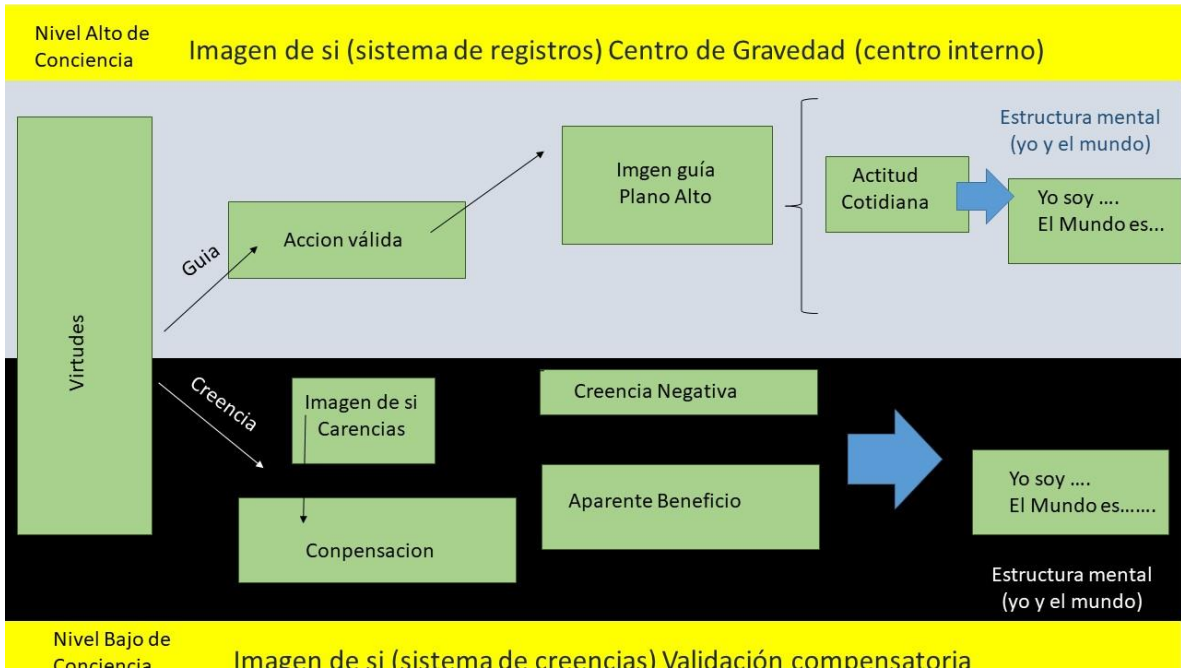 Nivel Alto de
Conciencia
Imagen de si (sistema de registros) Centro de Gravedad (centro interno)
Virtudes
Guia
Accion válida
Imgen guía
Plano Alto
Actitud
Cotidiana
Estructura mental
(yo y el mundo)
Yo soy ....
El Mundo es...
Creencia
Imagen de si
Carencias
Conpensacion
Creencia Negativa
Aparente Beneficio
Yo soy ....
El Mundo es.......
Estructura mental
(yo y el mundo)
Nivel Bajo de
Conciencia
Imagen de si (sistema de creencias) Validación compensatoria